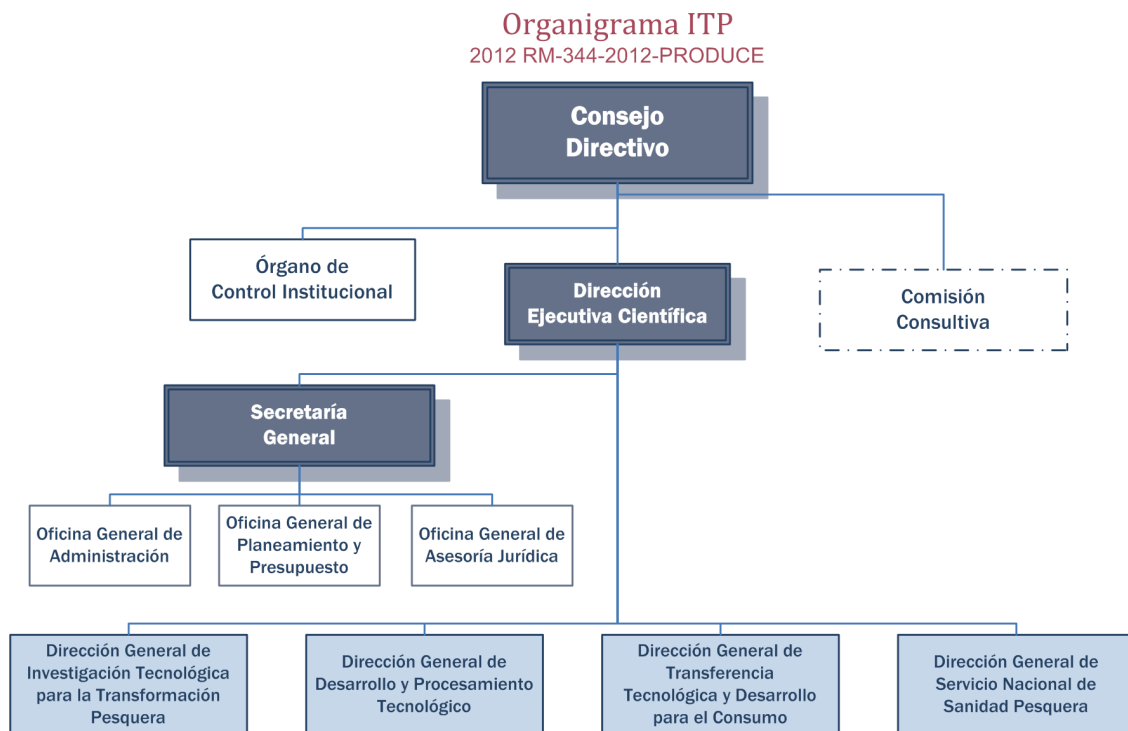 Organigrama ITP
2012 RM-344-2012-PRODUCE
Consejo
Directivo
Órgano de
Control Institucional
Dirección
Ejecutiva Científica
Comisión
Consultiva
Secretaría
General
Oficina General de
Administración
Oficina General de
Planeamiento y
Presupuesto
Oficina General de
Asesoría Jurídica
Dirección General de
Investigación Tecnológica
para la Transformación
Pesquera
Dirección General de
Desarrollo y Procesamiento
Tecnológico
Dirección General de
Transferencia
Tecnológica y Desarrollo
para el Consumo
Dirección General de
Servicio Nacional de
Sanidad Pesquera